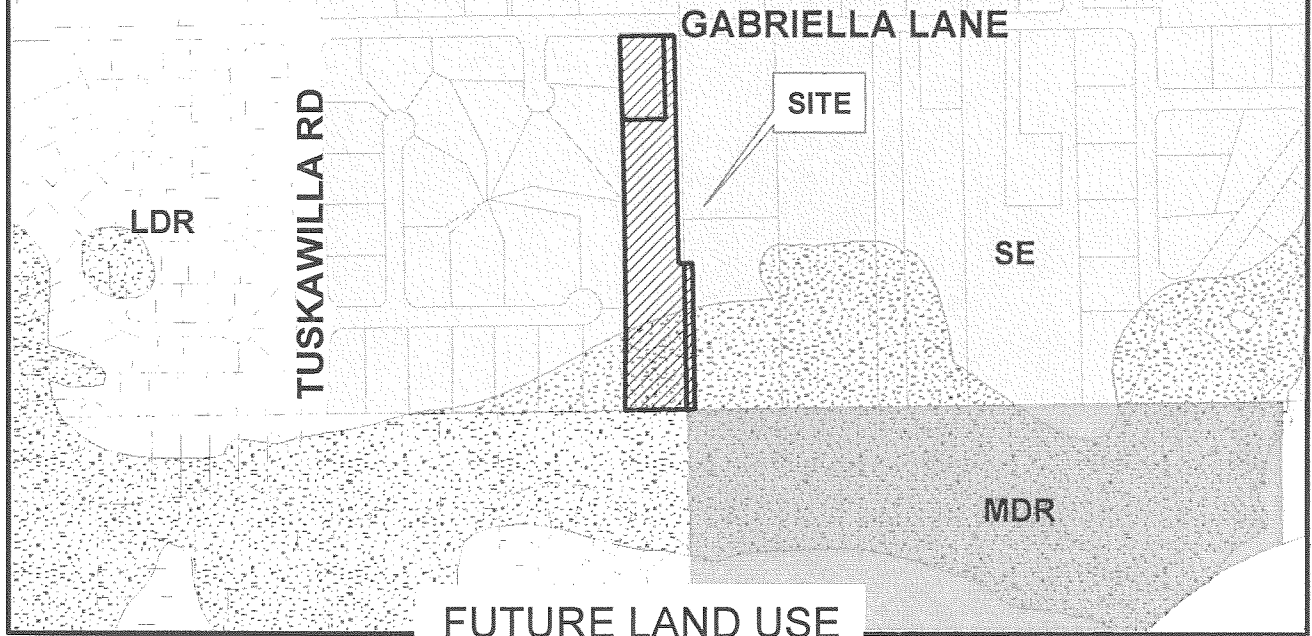 GABRIELLA LANE
SITE
TUSKAWILLA RD
LDR
SE
MDR
FUTURE LAND USE